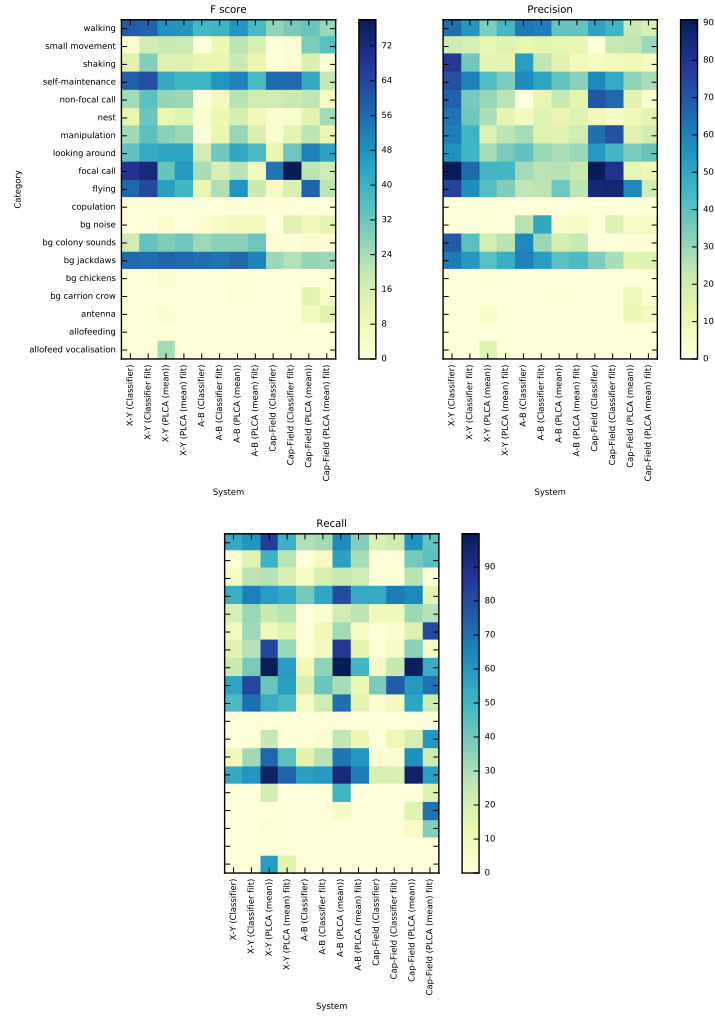 F score
Precision
walking
small movement
shaking
self-maintenance
non-focal call
nest
manipulation
looking around
focal call
flying
copulation
bg noise
bg colony sounds
bg jackdaws
bg chickens
bg carrion crow
antenna
allofeeding
allofeed vocalisation
Category
72
64
56
48
40
32
24
16
8
0
90
80
70
60
50
40
30
20
10
0
X-Y (Classifier)
X-Y (Classifier filt)
X-Y (PLCA (mean))
X-Y (PLCA (mean) filt)
A-B (Classifier)
A-B (Classifier filt)
A-B (PLCA (mean))
A-B (PLCA (mean) filt)
Cap-Field (Classifier)
Cap-Field (Classifier filt)
Cap-Field (PLCA (mean))
Cap-Field (PLCA (mean) filt)
System
X-Y (Classifier)
X-Y (Classifier filt)
X-Y (PLCA (mean))
X-Y (PLCA (mean) filt)
A-B (Classifier)
A-B (Classifier filt)
A-B (PLCA (mean))
A-B (PLCA (mean) filt)
Cap-Field (Classifier)
Cap-Field (Classifier filt)
Cap-Field (PLCA (mean))
Cap-Field (PLCA (mean) filt)
System
Recall
90
80
70
60
50
40
30
20
10
0
X-Y (Classifier)
X-Y (Classifier filt)
X-Y (PLCA (mean))
X-Y (PLCA (mean) filt)
A-B (Classifier)
A-B (Classifier filt)
A-B (PLCA (mean))
A-B (PLCA (mean) filt)
Cap-Field (Classifier)
Cap-Field (Classifier filt)
Cap-Field (PLCA (mean))
Cap-Field (PLCA (mean) filt)
System